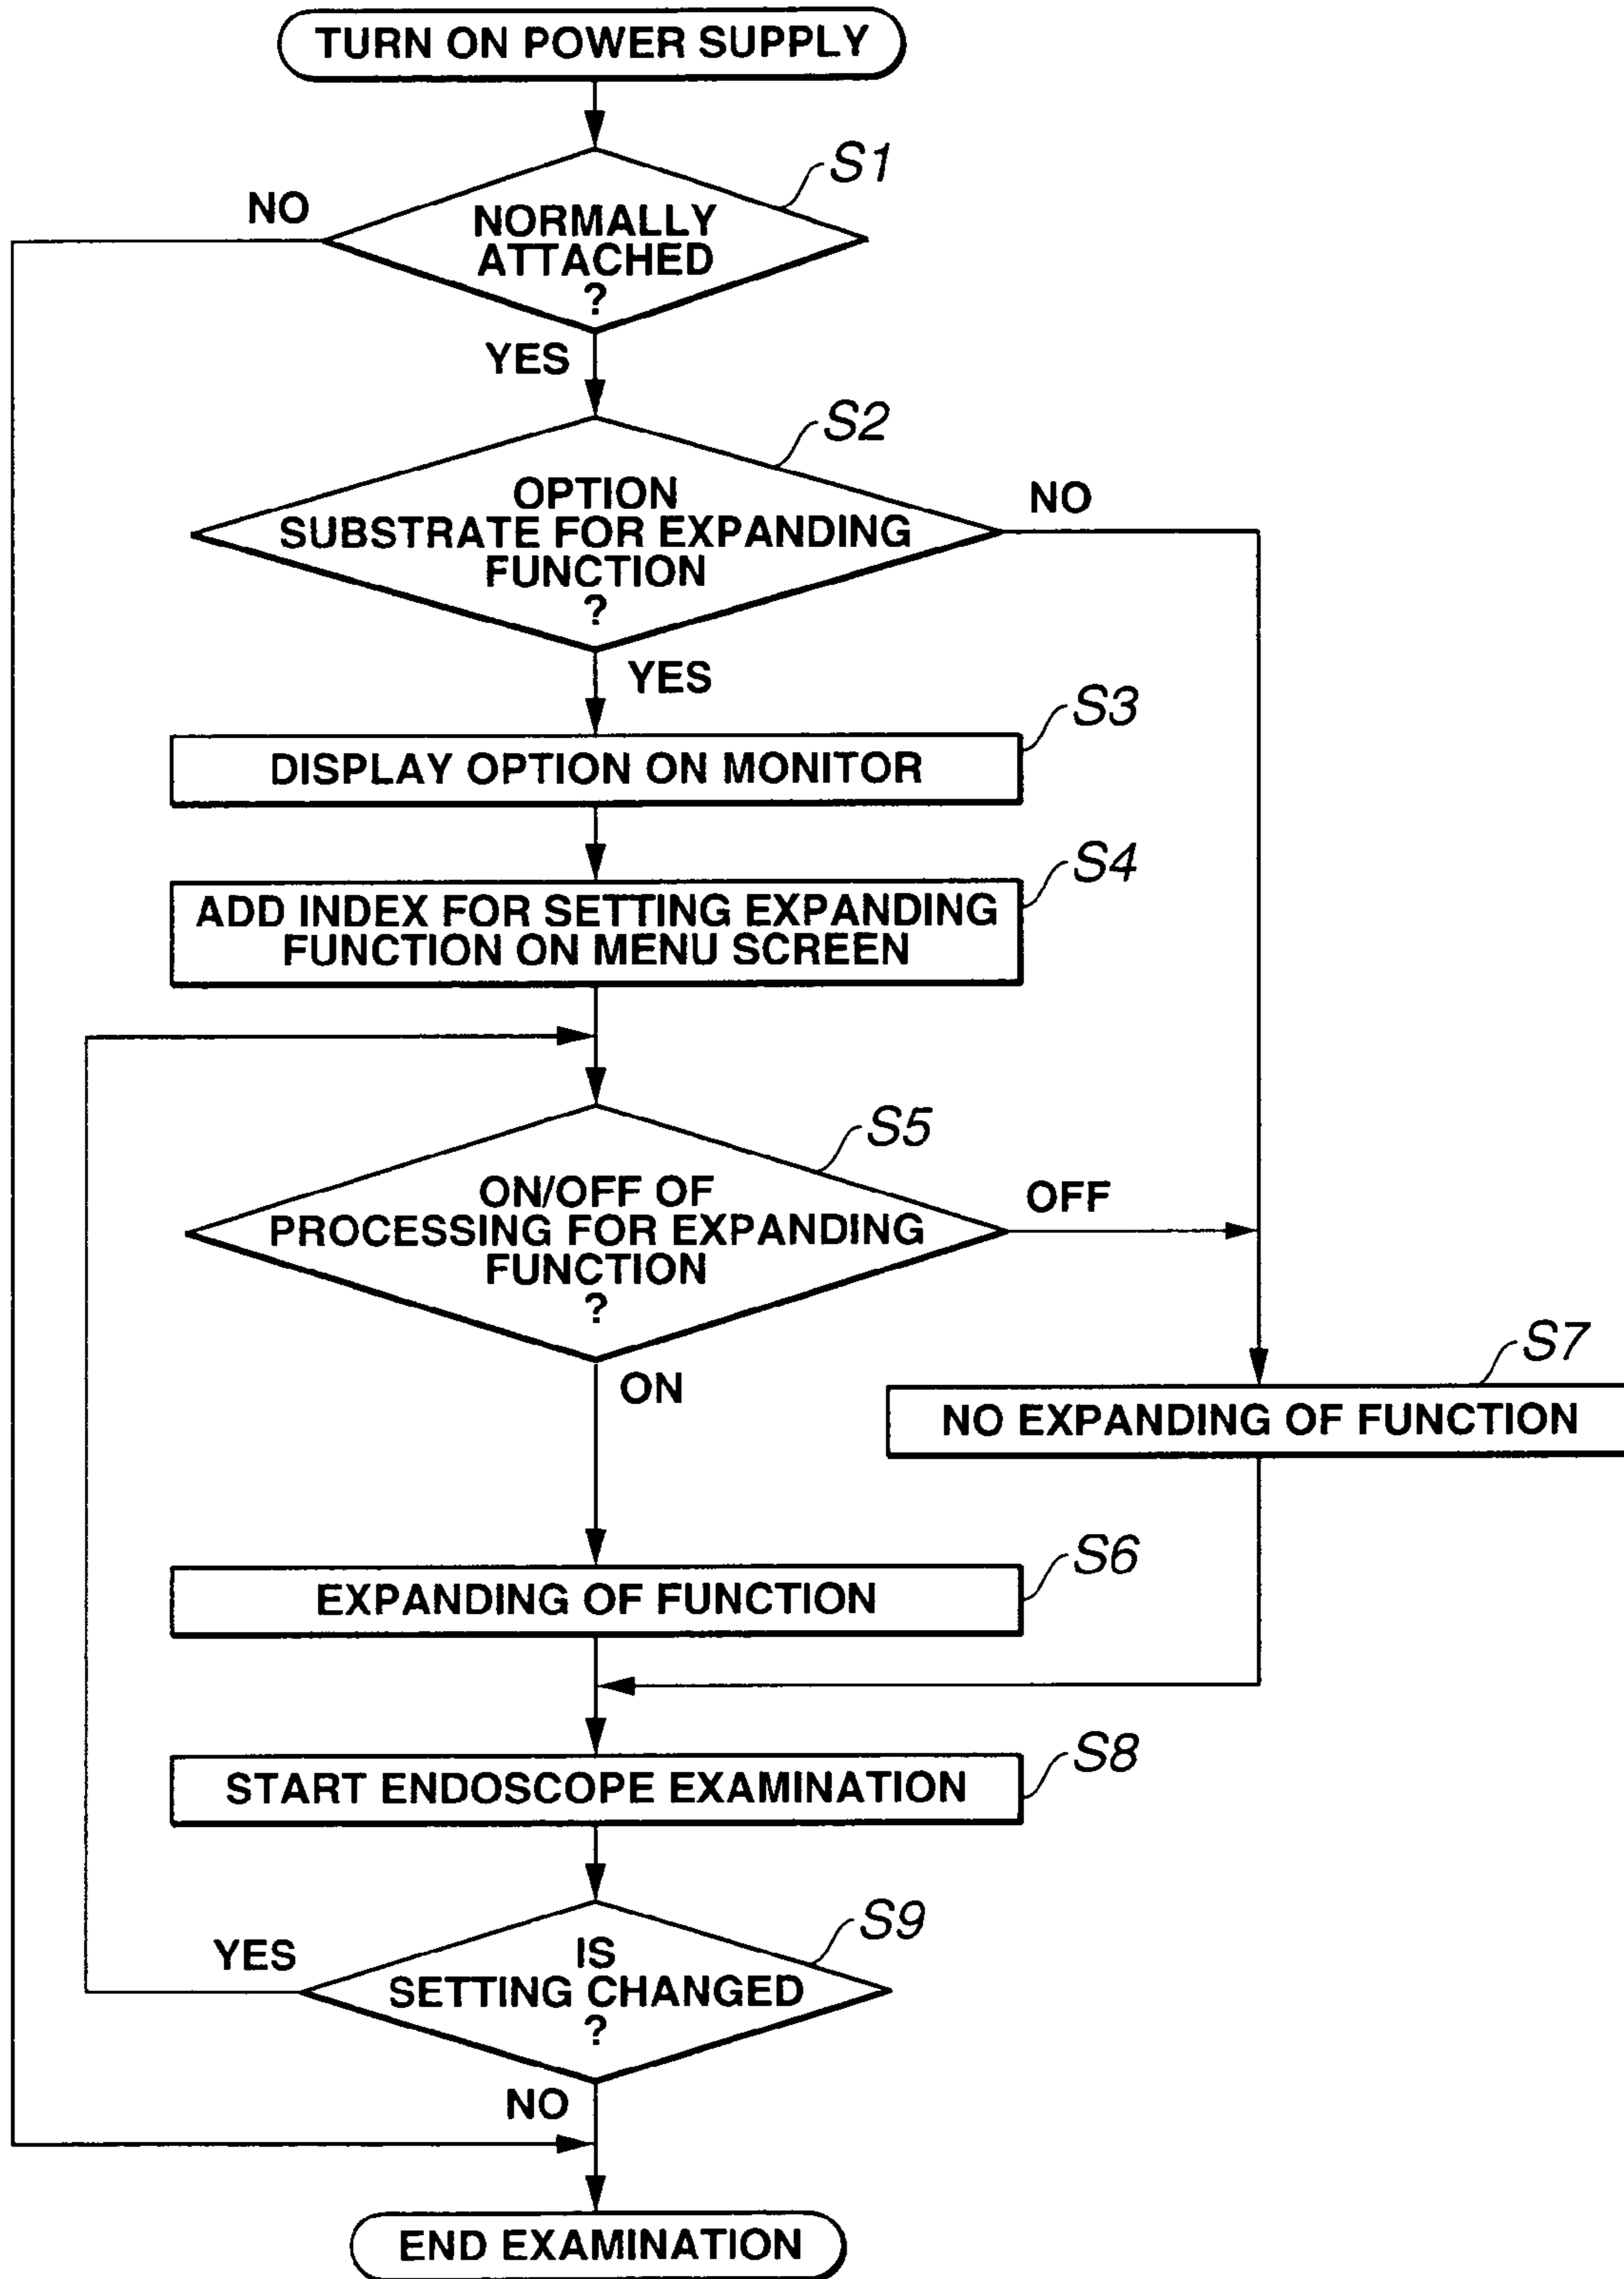 TURN ON POWER SUPPLY
S1
NO
NORMALLY
ATTACHED
?
YES
S2
OPTION
SUBSTRATE FOR EXPANDING
FUNCTION
?
NO
YES
S3
DISPLAY OPTION ON MONITOR
S4
ADD INDEX FOR SETTING EXPANDING
FUNCTION ON MENU SCREEN
S5
ON/OFF OF
PROCESSING FOR EXPANDING
FUNCTION
?
OFF
ON
S7
NO EXPANDING OF FUNCTION
S6
EXPANDING OF FUNCTION
S8
START ENDOSCOPE EXAMINATION
S9
YES
IS
SETTING CHANGED
?
NO
END EXAMINATION